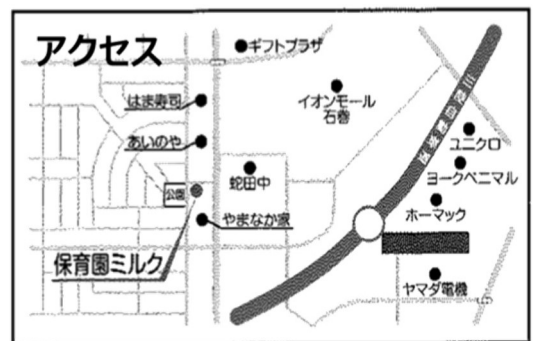 アクセス
ギフトプラザ
はま寿司
イオンモール
石巻
あいのや
ユニクロ
ヨークベニマル
蛇田中
公園
ホーマック
やまなか家
保育園ミルク
ヤマダ電機